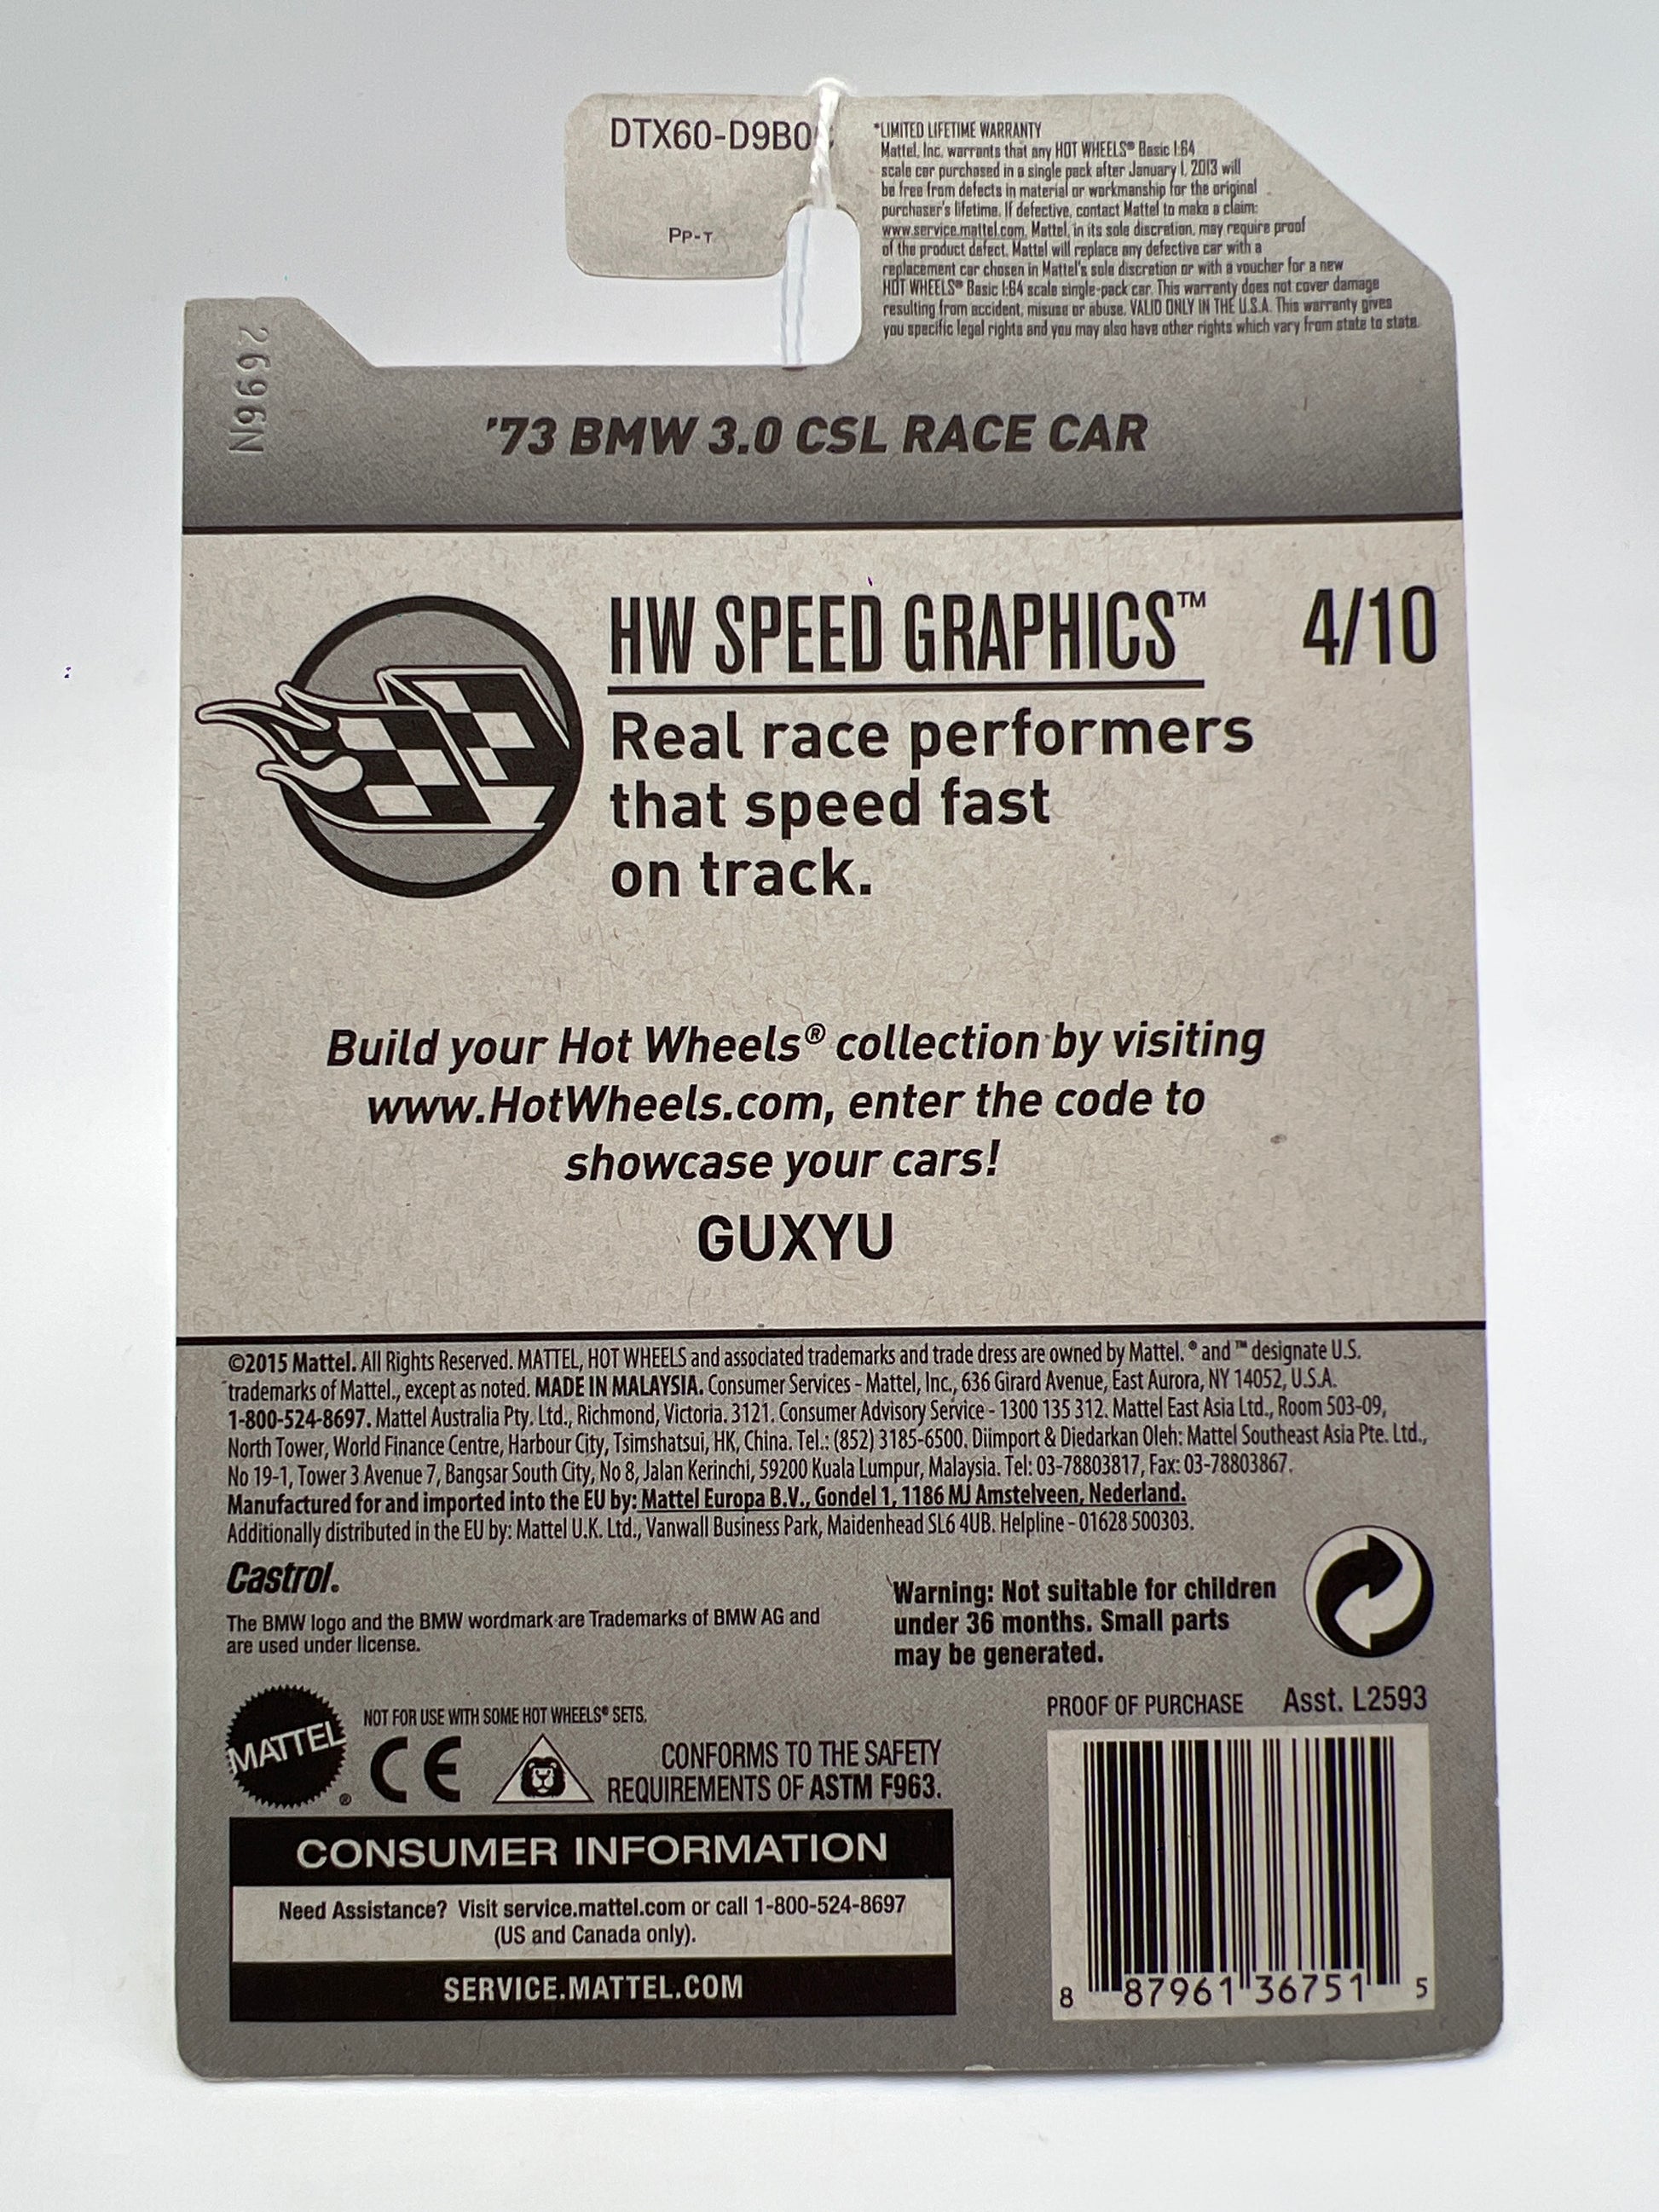 DTX60-D9B0
PP-T
*LIMITED LIFETIME WARRANTY
Mattel, Inc. warrants that any HOT WHEELS® Basic 1:64
scale car purchased in a single pack after January 1, 2013 will
be free from defects in material or workmanship for the original
purchaser's lifetime. If defective, contact Mattel to make a claim:
www.service.mattel.com. Mattel, in its sole discretion, may require proof
of the product defect. Mattel will replace any defective car with a
replacement car chosen in Mattel's sole discretion or with a voucher for a new
HOT WHEELS® Basic 1:64 scale single-pack car. This warranty does not cover damage
resulting from accident, misuse or abuse. VALID ONLY IN THE U.S.A. This warranty gives
you specific legal rights and you may also have other rights which vary from state to state.
2696N
'73 BMW 3.0 CSL RACE CAR
HW SPEED GRAPHICS™ 4/10
Real race performers
that speed fast
on track.
Build your Hot Wheels® collection by visiting
www.HotWheels.com, enter the code to
showcase your cars!
GUXYU
©2015 Mattel. All Rights Reserved. MATTEL, HOT WHEELS and associated trademarks and trade dress are owned by Mattel. ® and ™ designate U.S.
trademarks of Mattel., except as noted. MADE IN MALAYSIA. Consumer Services - Mattel, Inc., 636 Girard Avenue, East Aurora, NY 14052, U.S.A.
1-800-524-8697. Mattel Australia Pty. Ltd., Richmond, Victoria. 3121. Consumer Advisory Service - 1300 135 312. Mattel East Asia Ltd., Room 503-09,
North Tower, World Finance Centre, Harbour City, Tsimshatsui, HK, China. Tel.: (852) 3185-6500. Diimport & Diedarkan Oleh: Mattel Southeast Asia Pte. Ltd.,
No 19-1, Tower 3 Avenue 7, Bangsar South City, No 8, Jalan Kerinchi, 59200 Kuala Lumpur, Malaysia. Tel: 03-78803817, Fax: 03-78803867.
Manufactured for and imported into the EU by: Mattel Europa B.V., Gondel 1, 1186 MJ Amstelveen, Nederland.
Additionally distributed in the EU by: Mattel U.K. Ltd., Vanwall Business Park, Maidenhead SL6 4UB. Helpline - 01628 500303.
Castrol.
The BMW logo and the BMW wordmark are Trademarks of BMW AG and
are used under license.
Warning: Not suitable for children
under 36 months. Small parts
may be generated.
MATTEL®
NOT FOR USE WITH SOME HOT WHEELS® SETS.
CE
CONFORMS TO THE SAFETY
REQUIREMENTS OF ASTM F963.
PROOF OF PURCHASE Asst. L2593
CONSUMER INFORMATION
Need Assistance? Visit service.mattel.com or call 1-800-524-8697
(US and Canada only).
SERVICE.MATTEL.COM
8 87961 36751 5